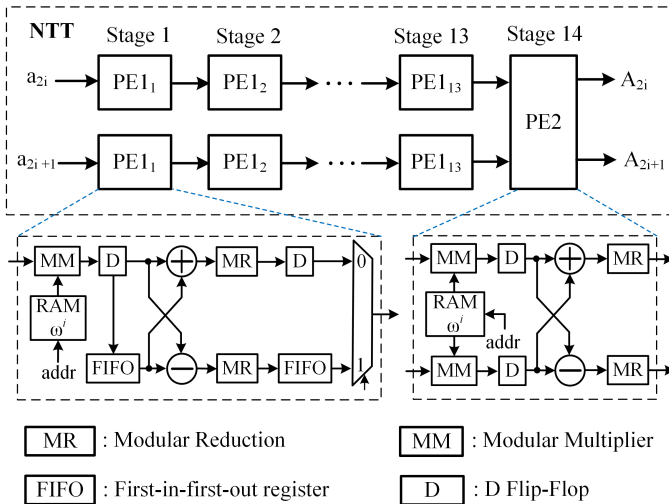 NTT
Stage 1 Stage 2 Stage 13 Stage 14
a2i PE11 PE12 ··· PE113 PE2 A2i
a2i+1 PE11 PE12 ··· PE113 A2i+1
MM D + MR D 0
RAM ωi
addr FIFO − MR FIFO 1
MM D + MR
RAM ωi
addr
MM D − MR
MR : Modular Reduction
MM : Modular Multiplier
FIFO : First-in-first-out register
D : D Flip-Flop